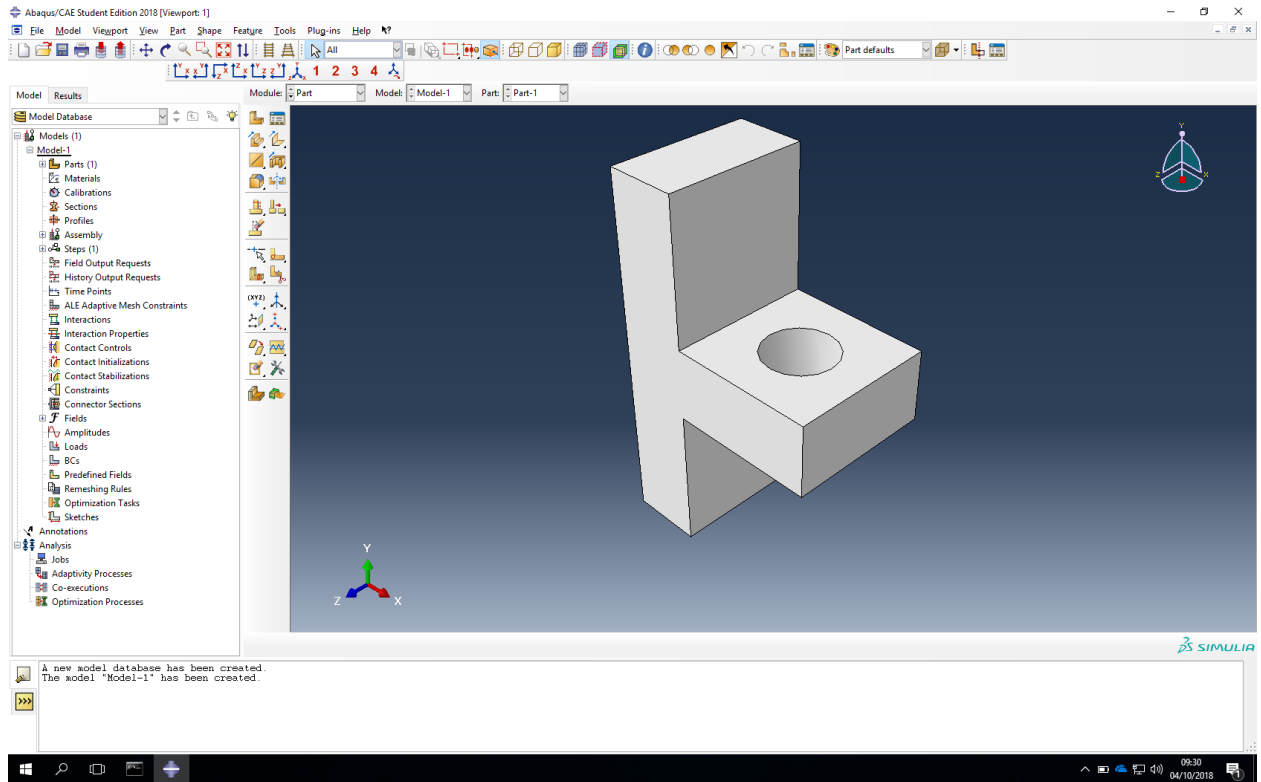 Abaqus/CAE Student Edition 2018 [Viewport: 1]
File Model Viewport View Part Shape Feature Tools Plug-ins Help
All Part defaults
1 2 3 4
Model Results Module: Part Model: Model-1 Part: Part-1
Model Database
Models (1)
Model-1
Parts (1)
Materials
Calibrations
Sections
Profiles
Assembly
Steps (1)
Field Output Requests
History Output Requests
Time Points
ALE Adaptive Mesh Constraints
Interactions
Interaction Properties
Contact Controls
Contact Initializations
Contact Stabilizations
Constraints
Connector Sections
Fields
Amplitudes
Loads
BCs
Predefined Fields
Remeshing Rules
Optimization Tasks
Sketches
Annotations
Analysis
Jobs
Adaptivity Processes
Co-executions
Optimization Processes
(XYZ)
Y
Z X
Y
Z X
SIMULIA
A new model database has been created.
The model "Model-1" has been created.
>>>
09:30
04/10/2018